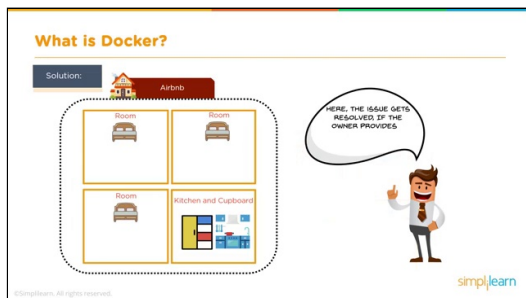 What is Docker?
Solution:
Airbnb
Room
Room
HERE, THE ISSUE GETS
RESOLVED, IF THE
OWNER PROVIDES
Room
Kitchen and Cupboard
simplilearn
©Simplilearn. All rights reserved.